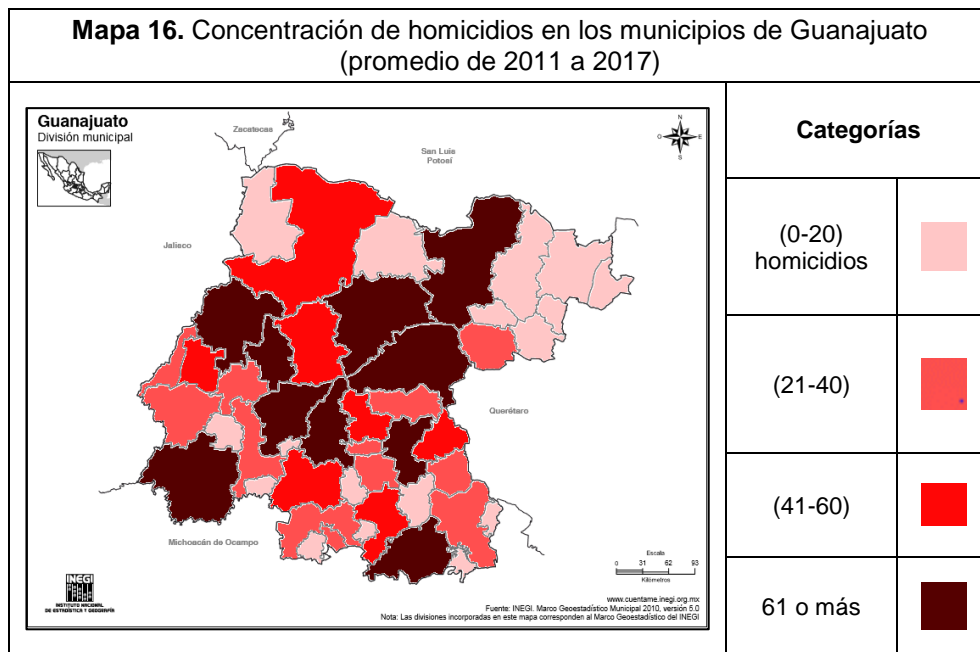 Mapa 16. Concentración de homicidios en los municipios de Guanajuato
(promedio de 2011 a 2017)
Guanajuato
División municipal
Zacatecas
San Luis
Potosí
N
O
E
S
Jalisco
Querétaro
Michoacán de Ocampo
Escala
0 31 62 93
Kilómetros
INEGI
INSTITUTO NACIONAL
DE ESTADÍSTICA Y GEOGRAFÍA
www.cuentame.inegi.org.mx
Fuente: INEGI. Marco Geoestadístico Municipal 2010, versión 5.0
Nota: Las divisiones incorporadas en este mapa corresponden al Marco Geoestadístico del INEGI
Categorías
(0-20)
homicidios
(21-40)
(41-60)
61 o más